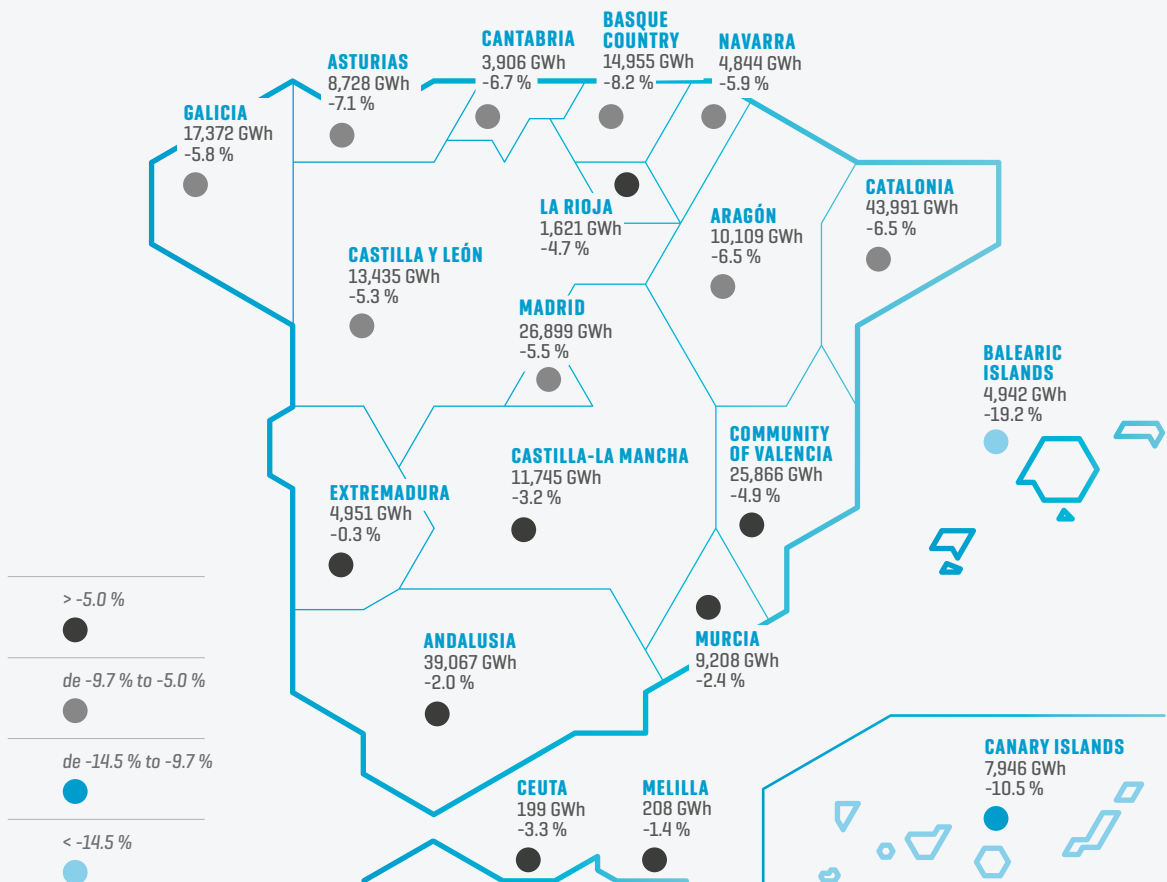 BASQUE
COUNTRY
14,955 GWh
-8.2 %
CANTABRIA
3,906 GWh
-6.7 %
NAVARRA
4,844 GWh
-5.9 %
ASTURIAS
8,728 GWh
-7.1 %
GALICIA
17,372 GWh
-5.8 %
LA RIOJA
1,621 GWh
-4.7 %
ARAGÓN
10,109 GWh
-6.5 %
CATALONIA
43,991 GWh
-6.5 %
CASTILLA Y LEÓN
13,435 GWh
-5.3 %
MADRID
26,899 GWh
-5.5 %
BALEARIC
ISLANDS
4,942 GWh
-19.2 %
COMMUNITY
OF VALENCIA
25,866 GWh
-4.9 %
CASTILLA-LA MANCHA
11,745 GWh
-3.2 %
EXTREMADURA
4,951 GWh
-0.3 %
ANDALUSIA
39,067 GWh
-2.0 %
MURCIA
9,208 GWh
-2.4 %
CEUTA
199 GWh
-3.3 %
MELILLA
208 GWh
-1.4 %
CANARY ISLANDS
7,946 GWh
-10.5 %
> -5.0 %
de -9.7 % to -5.0 %
de -14.5 % to -9.7 %
< -14.5 %